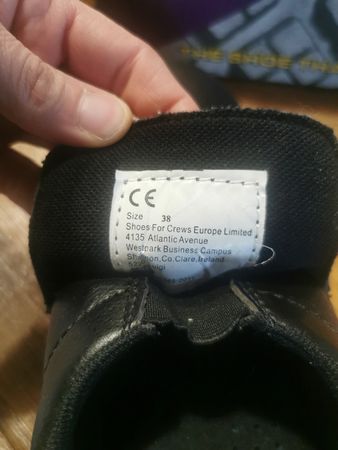 THE SHOE THA
CE
Size 38
Shoes For Crews Europe Limited
4135 Atlantic Avenue
Westpark Business Campus
Shannon,Co.Clare,Ireland